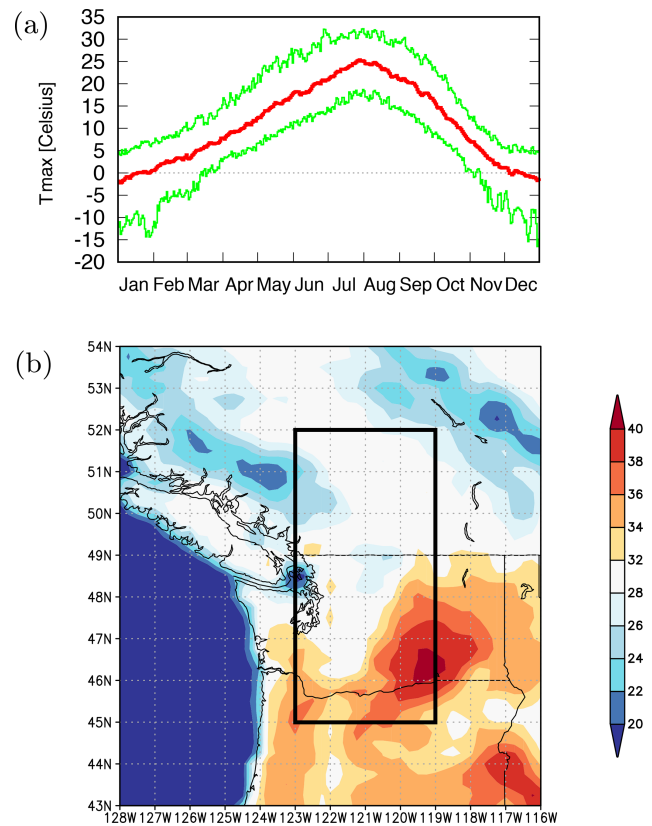 (a)
35
30
25
20
15
10
5
0
-5
-10
-15
-20
Tmax [Celsius]
Jan Feb Mar Apr May Jun Jul Aug Sep Oct Nov Dec
(b)
54N
53N
52N
51N
50N
49N
48N
47N
46N
45N
44N
43N
128W 127W 126W 125W 124W 123W 122W 121W 120W 119W 118W 117W 116W
40
38
36
34
32
30
28
26
24
22
20